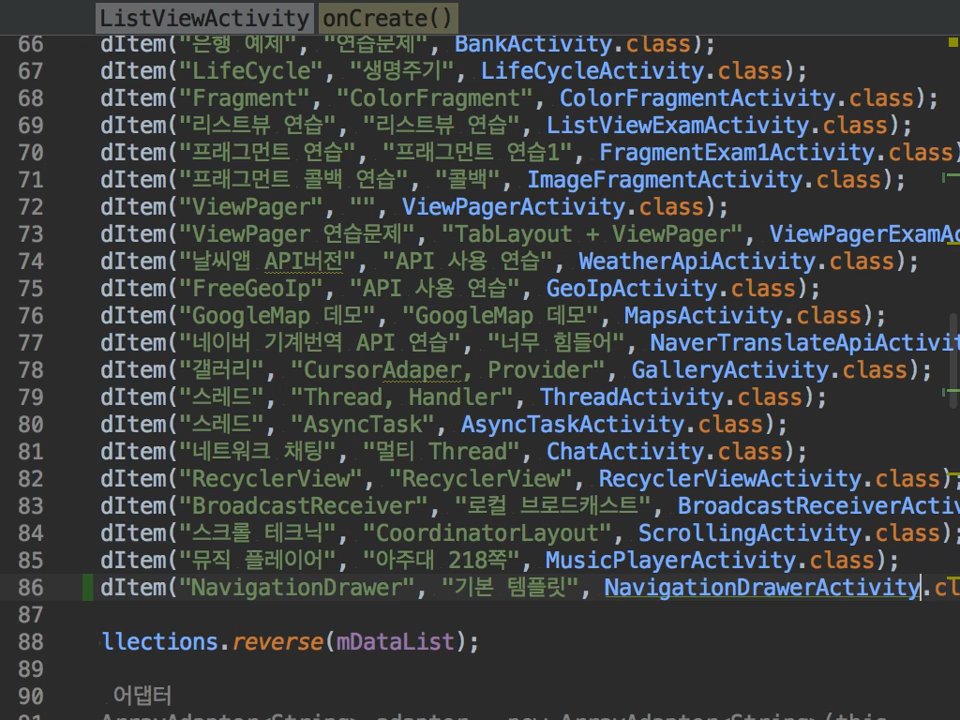 ListViewActivity onCreate()
66 dItem("은행 예제", "연습문제", BankActivity.class);
67 dItem("LifeCycle", "생명주기", LifeCycleActivity.class);
68 dItem("Fragment", "ColorFragment", ColorFragmentActivity.class);
69 dItem("리스트뷰 연습", "리스트뷰 연습", ListViewExamActivity.class);
70 dItem("프래그먼트 연습", "프래그먼트 연습1", FragmentExam1Activity.class)
71 dItem("프래그먼트 콜백 연습", "콜백", ImageFragmentActivity.class);
72 dItem("ViewPager", "", ViewPagerActivity.class);
73 dItem("ViewPager 연습문제", "TabLayout + ViewPager", ViewPagerExamAc
74 dItem("날씨앱 API버전", "API 사용 연습", WeatherApiActivity.class);
75 dItem("FreeGeoIp", "API 사용 연습", GeoIpActivity.class);
76 dItem("GoogleMap 데모", "GoogleMap 데모", MapsActivity.class);
77 dItem("네이버 기계번역 API 연습", "너무 힘들어", NaverTranslateApiActivit
78 dItem("갤러리", "CursorAdaper, Provider", GalleryActivity.class);
79 dItem("스레드", "Thread, Handler", ThreadActivity.class);
80 dItem("스레드", "AsyncTask", AsyncTaskActivity.class);
81 dItem("네트워크 채팅", "멀티 Thread", ChatActivity.class);
82 dItem("RecyclerView", "RecyclerView", RecyclerViewActivity.class);
83 dItem("BroadcastReceiver", "로컬 브로드캐스트", BroadcastReceiverActiv
84 dItem("스크롤 테크닉", "CoordinatorLayout", ScrollingActivity.class);
85 dItem("뮤직 플레이어", "아주대 218쪽", MusicPlayerActivity.class);
86 dItem("NavigationDrawer", "기본 템플릿", NavigationDrawerActivity.cl
87
88 llections.reverse(mDataList);
89
90 어댑터
91 ArrayAdapter<String> adapter = new ArrayAdapter<String>(this